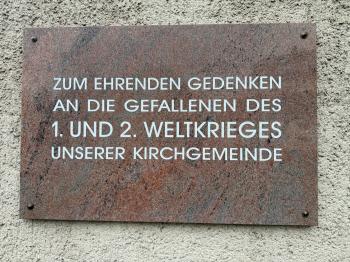 ZUM EHRENDEN GEDENKEN
AN DIE GEFALLENEN DES
1. UND 2. WELTKRIEGES
UNSERER KIRCHGEMEINDE